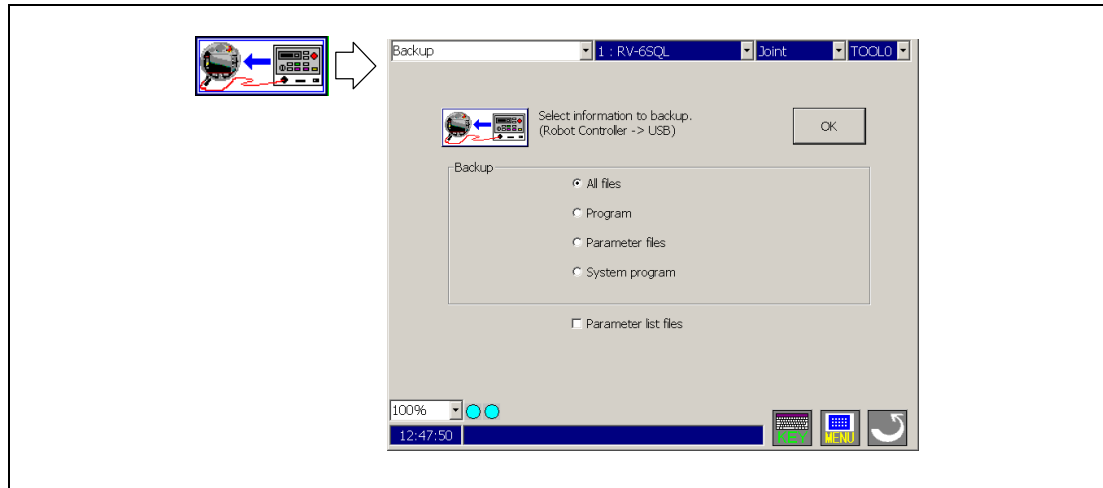 Backup 1 : RV-6SQL Joint TOOL0
Select information to backup.
(Robot Controller -> USB)
OK
Backup
All files
Program
Parameter files
System program
Parameter list files
100%
12:47:50
KEY MENU